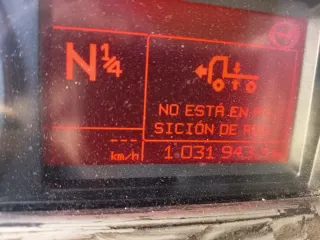 N¼
NO ESTÁ EN
SICIÓN DE
---
km/h
1 031 943